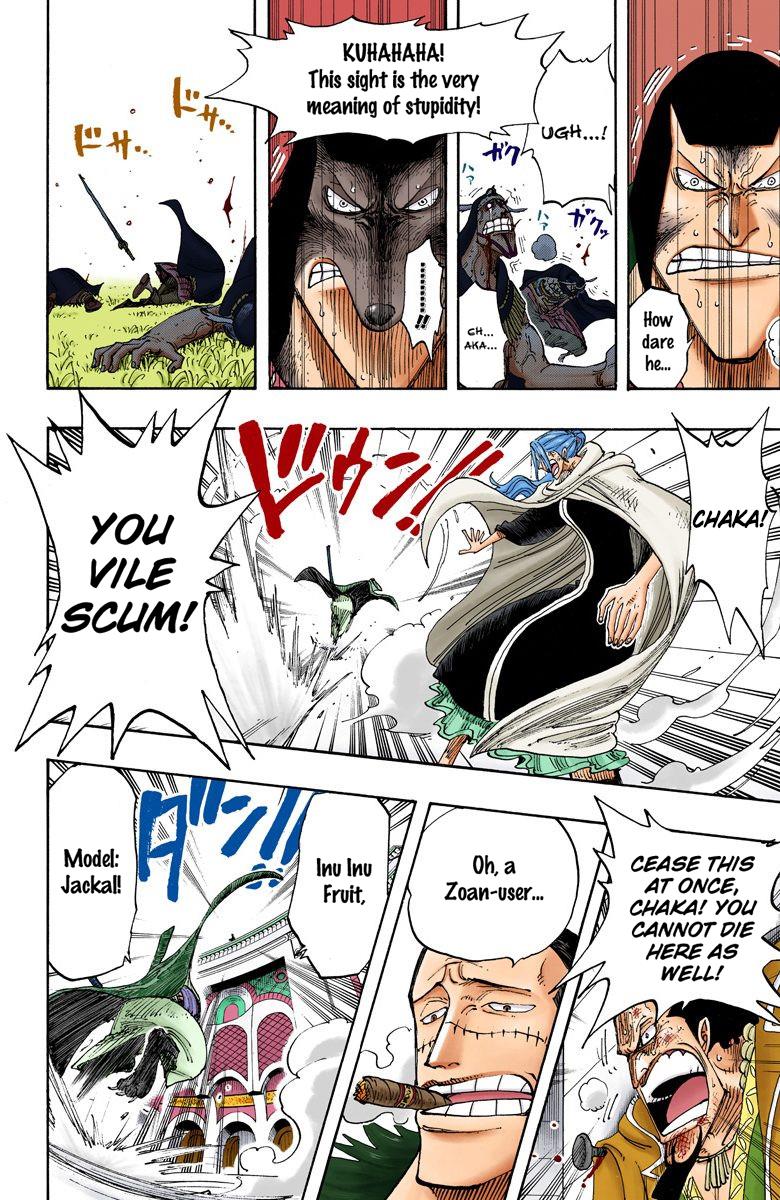 How
dare
he...
UGH...!
ガク
ハァ
ハァ
ガクッ
GH...
AKA...
KUHAHAHA!
This sight is the very
meaning of stupidity!
..........!!
ドサ...
ドサ...
CHAKA!
ドウン!!
YOU
VILE
SCUM!
CEASE THIS
AT ONCE,
CHAKA! YOU
CANNOT DIE
HERE AS
WELL!
Oh, a
Zoan-user...
Inu Inu
Fruit,
ダン!!
Model:
Jackal!